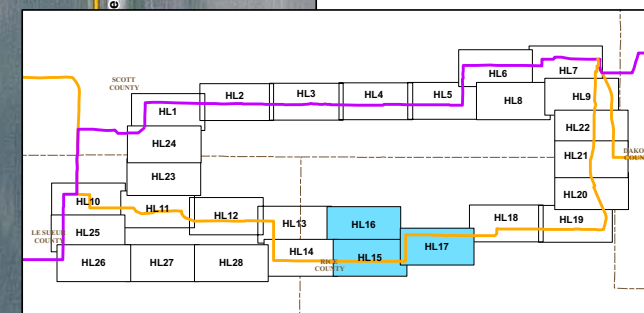 e
SCOTT
COUNTY
HL1
HL2
HL3
HL4
HL5
HL6
HL7
HL8
HL9
HL22
HL21
HL20
HL24
HL23
HL10
HL11
HL12
HL13
HL16
HL17
HL18
HL19
LE SUEUR
COUNTY
HL25
HL14
RICE
COUNTY
HL15
HL26
HL27
HL28
DAKO
COUN